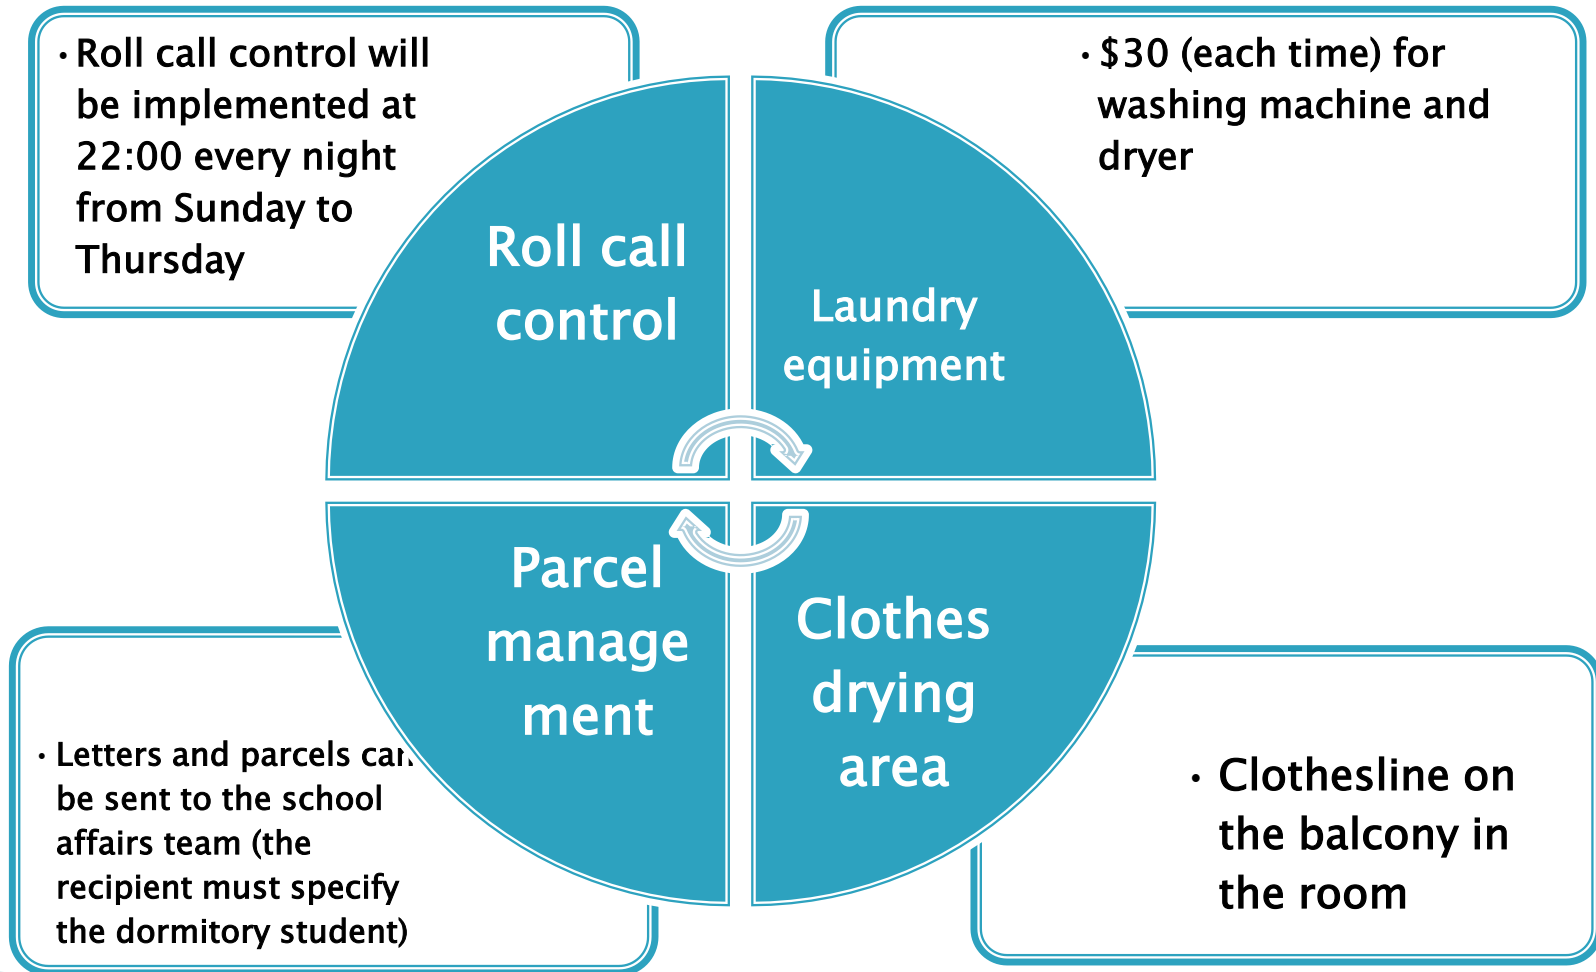 • Roll call control will
be implemented at
22:00 every night
from Sunday to
Thursday
• $30 (each time) for
washing machine and
dryer
Roll call
control
Laundry
equipment
Parcel
manage
ment
Clothes
drying
area
• Letters and parcels can
be sent to the school
affairs team (the
recipient must specify
the dormitory student)
• Clothesline on
the balcony in
the room